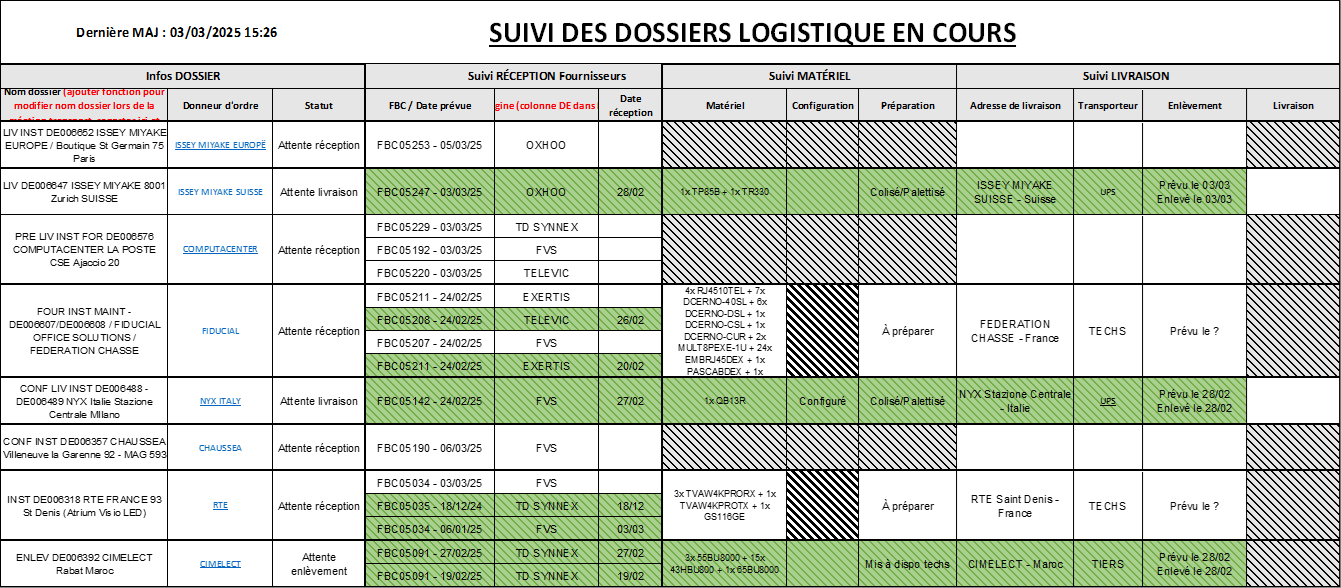 Dernière MAJ : 03/03/2025 15:26
SUIVI DES DOSSIERS LOGISTIQUE EN COURS
Infos DOSSIER
Suivi RÉCEPTION Fournisseurs
Suivi MATÉRIEL
Suivi LIVRAISON
Nom dossier (ajouter fonction pour
modifier nom dossier lors de la
Donneur d'ordre
Statut
FBC / Date prévue
gine (colonne DE dans
Date
réception
Matériel
Configuration
Préparation
Adresse de livraison
Transporteur
Enlèvement
Livraison
LIV INST DE006652 ISSEY MIYAKE
EUROPE / Boutique St Germain 75
Paris
ISSEY MIYAKE EUROPE
Attente réception
FBC05253 - 05/03/25
OXHOO
LIV DE006647 ISSEY MIYAKE 8001
Zurich SUISSE
ISSEY MIYAKE SUISSE
Attente livraison
FBC05247 - 03/03/25
OXHOO
28/02
1x TP85B + 1x TR330
Colisé/Palettisé
ISSEY MIYAKE
SUISSE - Suisse
UPS
Prévu le 03/03
Enlevé le 03/03
PRE LIV INST FOR DE006576
COMPUTACENTER LA POSTE
CSE Ajaccio 20
COMPUTACENTER
Attente réception
FBC05229 - 03/03/25
TD SYNNEX
FBC05192 - 03/03/25
FVS
FBC05220 - 03/03/25
TELEVIC
FOUR INST MAINT -
DE006607/DE006608 / FIDUCIAL
OFFICE SOLUTIONS /
FEDERATION CHASSE
FIDUCIAL
Attente réception
FBC05211 - 24/02/25
EXERTIS
FBC05208 - 24/02/25
TELEVIC
26/02
FBC05207 - 24/02/25
FVS
FBC05211 - 24/02/25
EXERTIS
20/02
4x RJ4510TEL + 7x
DCERNO-40SL + 6x
DCERNO-DSL + 1x
DCERNO-CSL + 1x
DCERNO-CUR + 2x
MULT8PEXE-1U + 24x
EMBRJ45DEX + 1x
PASCABDEX + 1x
À préparer
FEDERATION
CHASSE - France
TECHS
Prévu le ?
CONF LIV INST DE006488 -
DE006489 NYX Italie Stazione
Centrale MIlano
NYX ITALY
Attente livraison
FBC05142 - 24/02/25
FVS
27/02
1x QB13R
Configuré
Colisé/Palettisé
NYX Stazione Centrale
- Italie
UPS
Prévu le 28/02
Enlevé le 28/02
CONF INST DE006357 CHAUSSEA
Villeneuve la Garenne 92 - MAG 593
CHAUSSEA
Attente réception
FBC05190 - 06/03/25
FVS
INST DE006318 RTE FRANCE 93
St Denis (Atrium Visio LED)
RTE
Attente réception
FBC05034 - 03/03/25
FVS
FBC05035 - 18/12/24
TD SYNNEX
18/12
FBC05034 - 06/01/25
FVS
03/03
3x TVAW4KPRORX + 1x
TVAW4KPROTX + 1x
GS116GE
À préparer
RTE Saint Denis -
France
TECHS
Prévu le ?
ENLEV DE006392 CIMELECT
Rabat Maroc
CIMELECT
Attente
enlèvement
FBC05091 - 27/02/25
TD SYNNEX
27/02
FBC05091 - 19/02/25
TD SYNNEX
19/02
3x 55BU8000 + 15x
43HBU800 + 1x 65BU8000
Mis à dispo techs
CIMELECT - Maroc
TIERS
Prévu le 28/02
Enlevé le 28/02